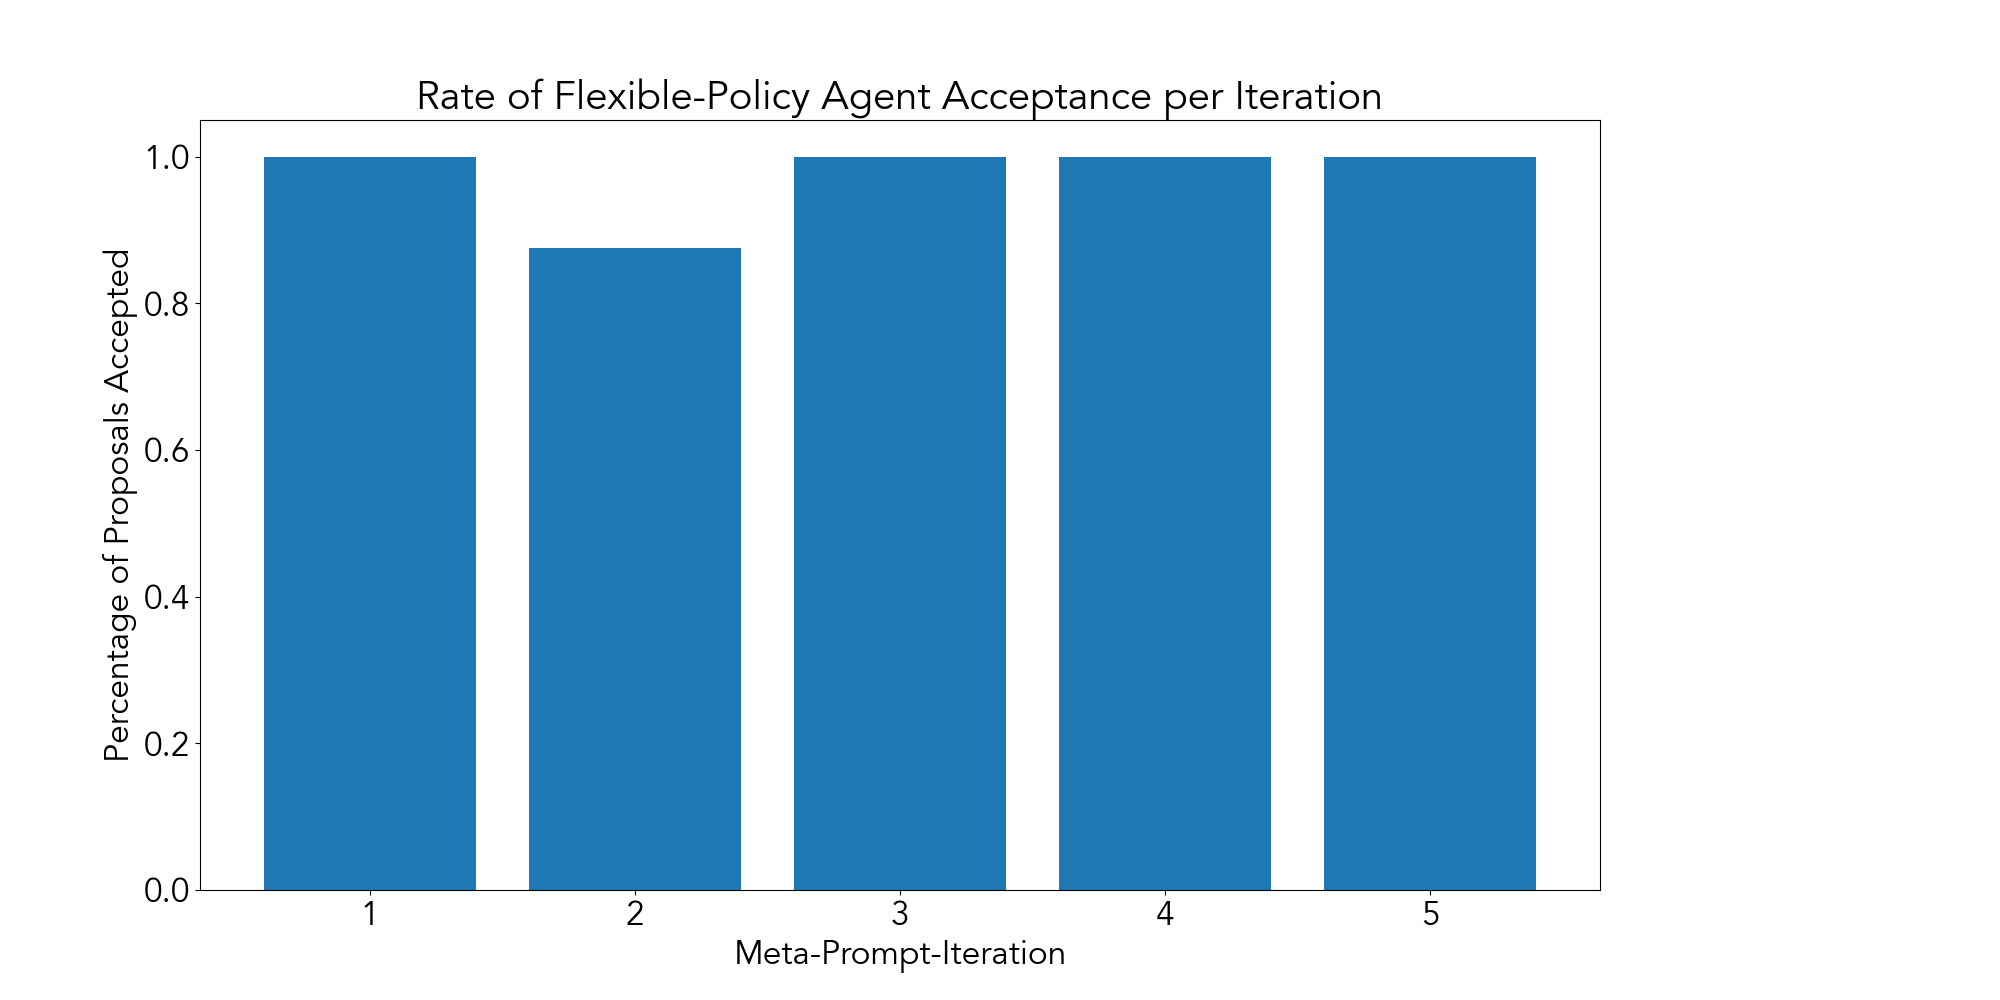 Rate of Flexible-Policy Agent Acceptance per Iteration
Percentage of Proposals Accepted
1.0
0.8
0.6
0.4
0.2
0.0
1 2 3 4 5
Meta-Prompt-Iteration